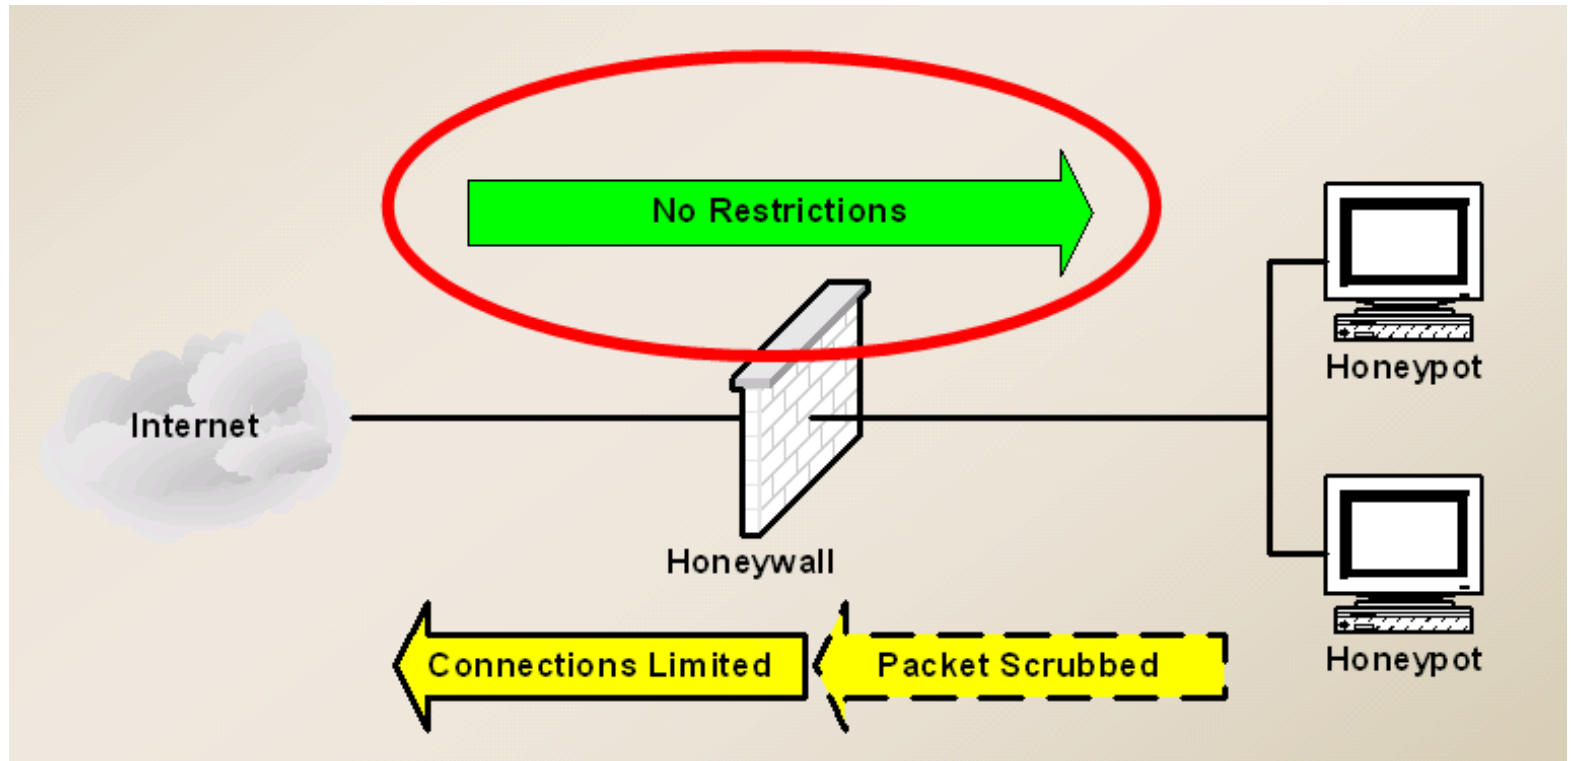 No Restrictions
Internet
Honeypot
Honeywall
Connections Limited
Packet Scrubbed
Honeypot